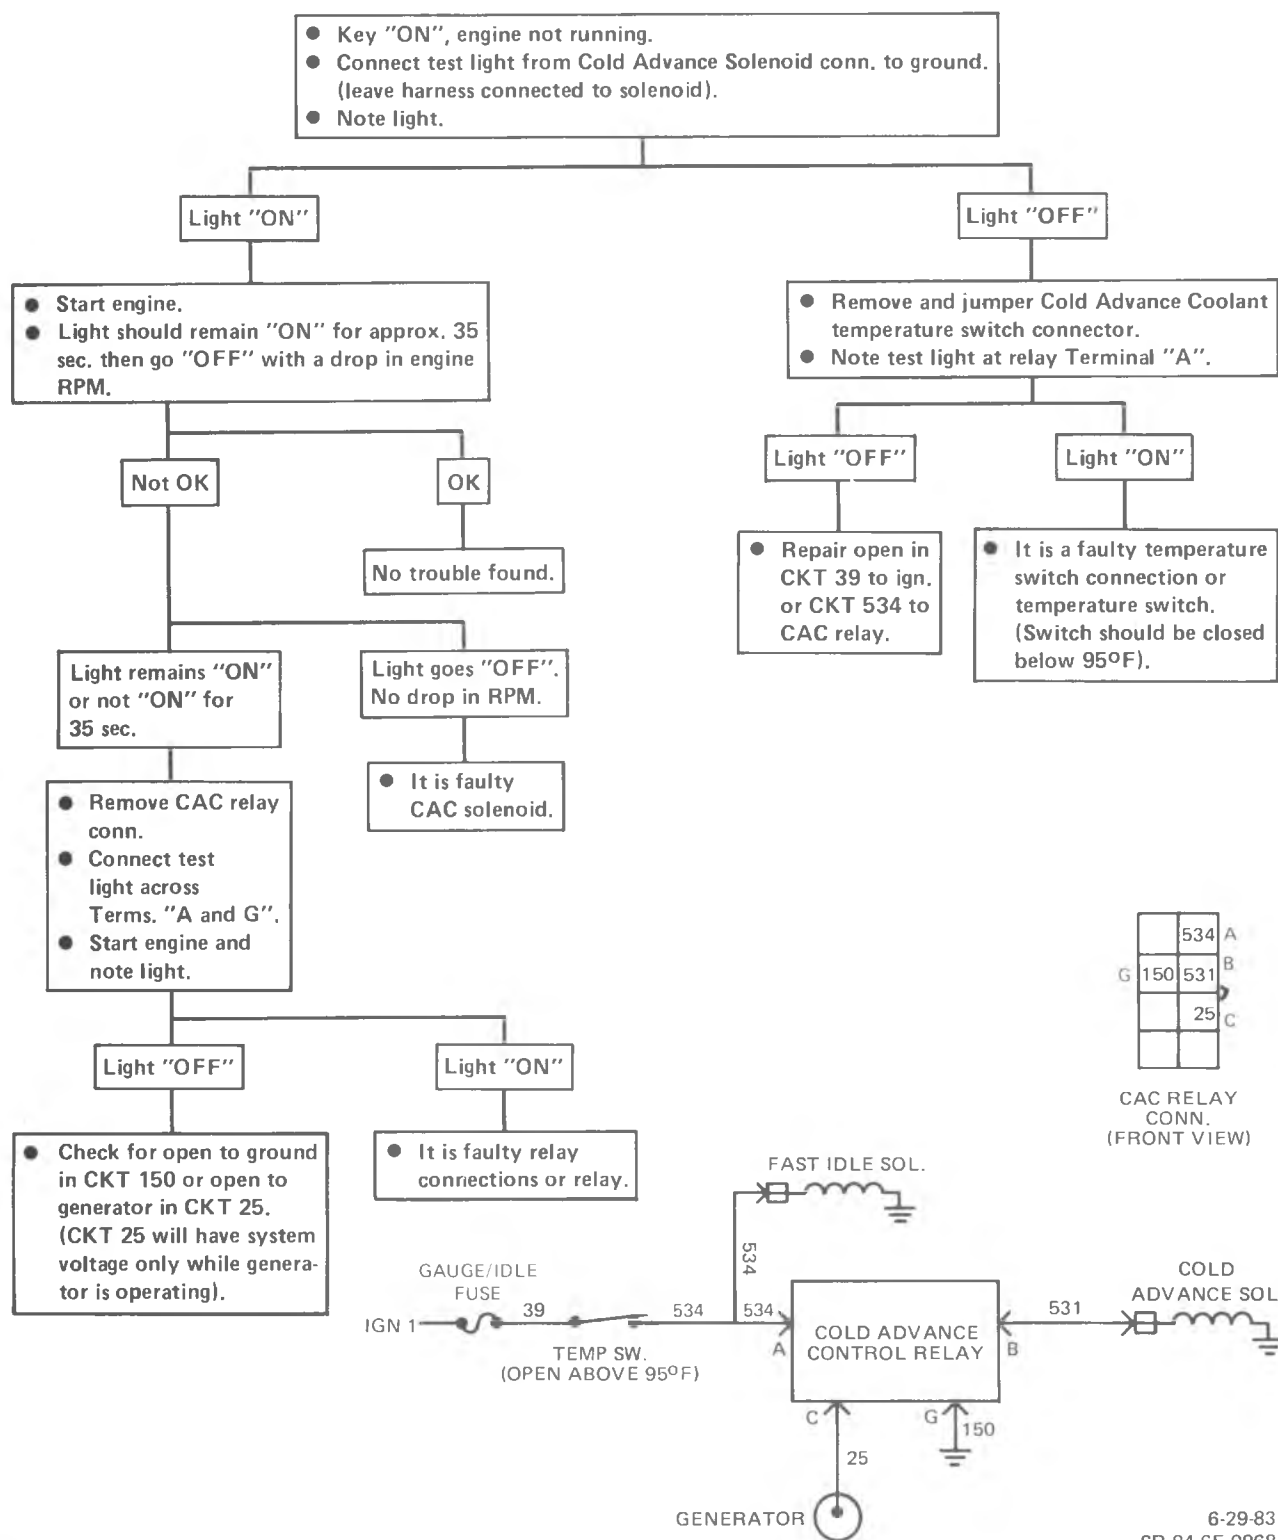 ● Key "ON", engine not running.
● Connect test light from Cold Advance Solenoid conn. to ground.
(leave harness connected to solenoid).
● Note light.
Light "ON"
Light "OFF"
● Start engine.
● Light should remain "ON" for approx. 35
sec. then go "OFF" with a drop in engine
RPM.
● Remove and jumper Cold Advance Coolant
temperature switch connector.
● Note test light at relay Terminal "A".
Not OK
OK
Light "OFF"
Light "ON"
No trouble found.
● Repair open in
CKT 39 to ign.
or CKT 534 to
CAC relay.
● It is a faulty temperature
switch connection or
temperature switch.
(Switch should be closed
below 95ºF).
Light remains "ON"
or not "ON" for
35 sec.
Light goes "OFF".
No drop in RPM.
● It is faulty
CAC solenoid.
● Remove CAC relay
conn.
● Connect test
light across
Terms. "A and G".
● Start engine and
note light.
Light "OFF"
Light "ON"
● Check for open to ground
in CKT 150 or open to
generator in CKT 25.
(CKT 25 will have system
voltage only while genera-
tor is operating).
● It is faulty relay
connections or relay.
534 A
G 150 531 B
25 C
CAC RELAY
CONN.
(FRONT VIEW)
FAST IDLE SOL.
534
GAUGE/IDLE
FUSE
IGN 1
39
534
534
TEMP SW.
(OPEN ABOVE 95ºF)
A
COLD ADVANCE
CONTROL RELAY
B
531
COLD
ADVANCE SOL
C
G
150
25
GENERATOR
6-29-83